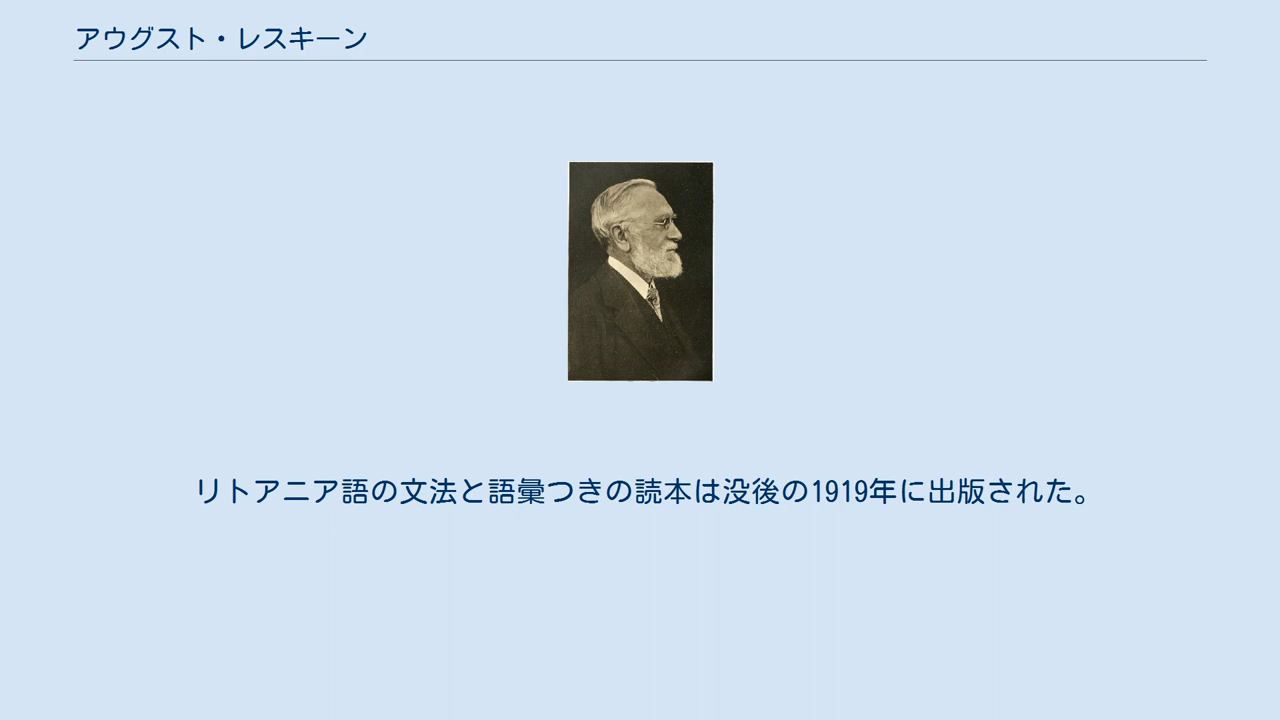 アウグスト・レスキーン
リトアニア語の文法と語彙つきの読本は没後の1919年に出版された。